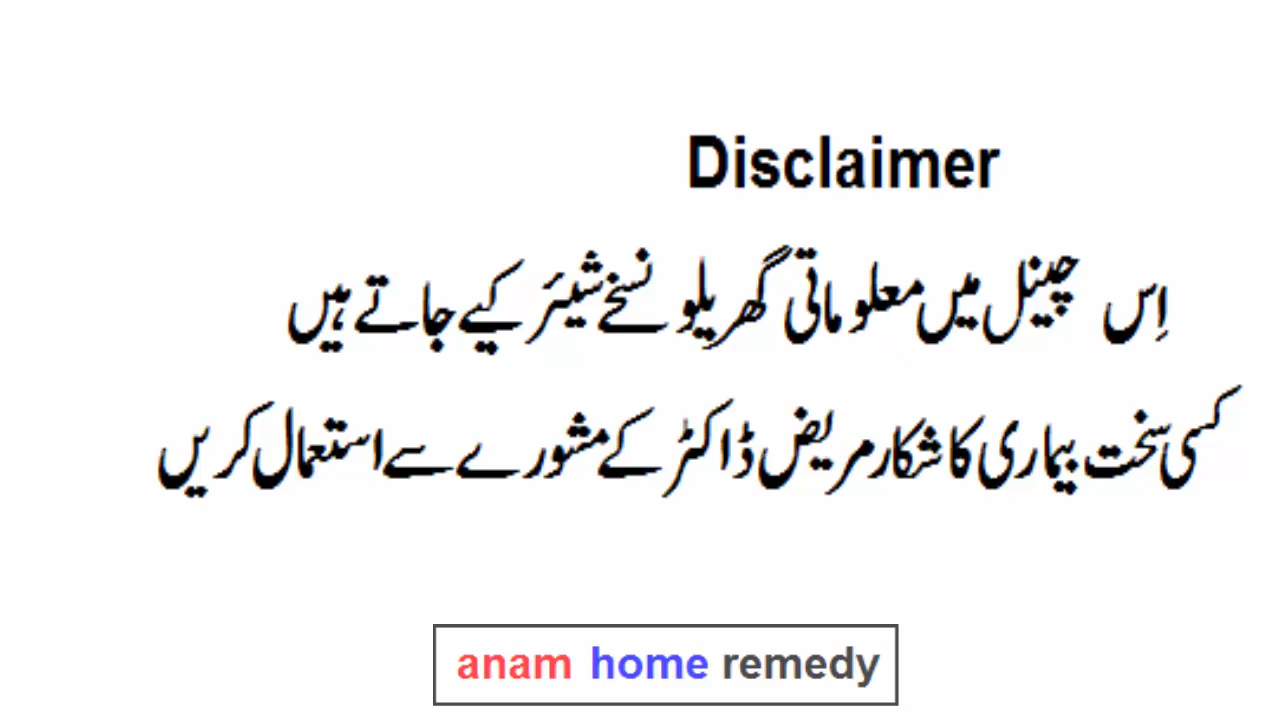 Disclaimer
اِس چینل میں معلوماتی گھریلو نسخے شیئر کیے جاتے ہیں
کسی سخت بیماری کا شکار مریض ڈاکٹر کے مشورے سے استعمال کریں
anam home remedy